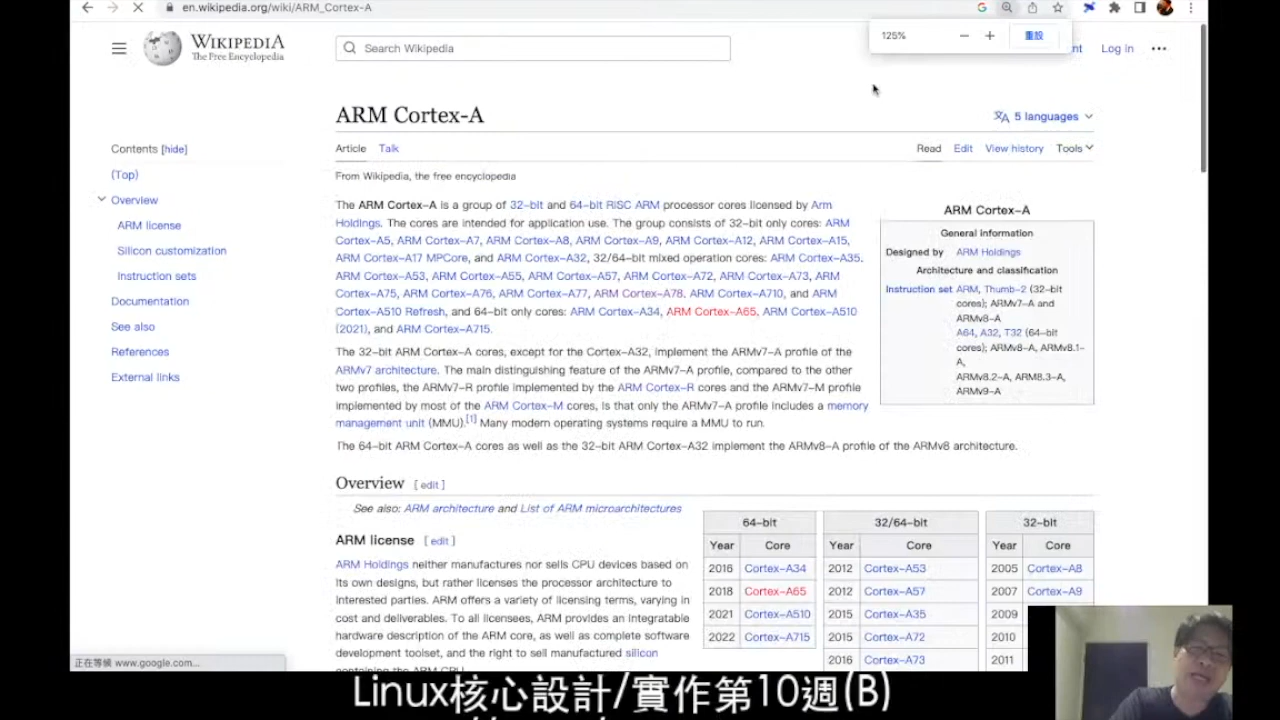 en.wikipedia.org/wiki/ARM_Cortex-A
125%
重設
WIKIPEDIA
The Free Encyclopedia
Search Wikipedia
nt
Log in
ARM Cortex-A
5 languages
Contents [hide]
(Top)
Overview
ARM license
Silicon customization
Instruction sets
Documentation
See also
References
External links
Article Talk
Read Edit View history Tools
From Wikipedia, the free encyclopedia
The ARM Cortex-A is a group of 32-bit and 64-bit RISC ARM processor cores licensed by Arm
Holdings. The cores are intended for application use. The group consists of 32-bit only cores: ARM
Cortex-A5, ARM Cortex-A7, ARM Cortex-A8, ARM Cortex-A9, ARM Cortex-A12, ARM Cortex-A15,
ARM Cortex-A17 MPCore, and ARM Cortex-A32, 32/64-bit mixed operation cores: ARM Cortex-A35,
ARM Cortex-A53, ARM Cortex-A55, ARM Cortex-A57, ARM Cortex-A72, ARM Cortex-A73, ARM
Cortex-A75, ARM Cortex-A76, ARM Cortex-A77, ARM Cortex-A78, ARM Cortex-A710, and ARM
Cortex-A510 Refresh, and 64-bit only cores: ARM Cortex-A34, ARM Cortex-A65, ARM Cortex-A510
(2021), and ARM Cortex-A715.
The 32-bit ARM Cortex-A cores, except for the Cortex-A32, implement the ARMv7-A profile of the
ARMv7 architecture. The main distinguishing feature of the ARMv7-A profile, compared to the other
two profiles, the ARMv7-R profile implemented by the ARM Cortex-R cores and the ARMv7-M profile
implemented by most of the ARM Cortex-M cores, is that only the ARMv7-A profile includes a memory
management unit (MMU).[1] Many modern operating systems require a MMU to run.
The 64-bit ARM Cortex-A cores as well as the 32-bit ARM Cortex-A32 implement the ARMv8-A profile of the ARMv8 architecture.
ARM Cortex-A
General information
Designed by ARM Holdings
Architecture and classification
Instruction set ARM, Thumb-2 (32-bit
cores); ARMv7-A and
ARMv8-A
A64, A32, T32 (64-bit
cores); ARMv8-A, ARMv8.1-
A,
ARMv8.2-A, ARM8.3-A,
ARMv9-A
Overview [ edit ]
See also: ARM architecture and List of ARM microarchitectures
ARM license [ edit ]
ARM Holdings neither manufactures nor sells CPU devices based on
its own designs, but rather licenses the processor architecture to
interested parties. ARM offers a variety of licensing terms, varying in
cost and deliverables. To all licensees, ARM provides an integratable
hardware description of the ARM core, as well as complete software
development toolset, and the right to sell manufactured silicon
containing the ARM CPU.
64-bit
Year Core
2016 Cortex-A34
2018 Cortex-A65
2021 Cortex-A510
2022 Cortex-A715
32/64-bit
Year Core
2012 Cortex-A53
2012 Cortex-A57
2015 Cortex-A35
2015 Cortex-A72
2016 Cortex-A73
32-bit
Year Core
2005 Cortex-A8
2007 Cortex-A9
2009
2010
2011
正在等候 www.google.com...
Linux核心設計/實作第10週(B)